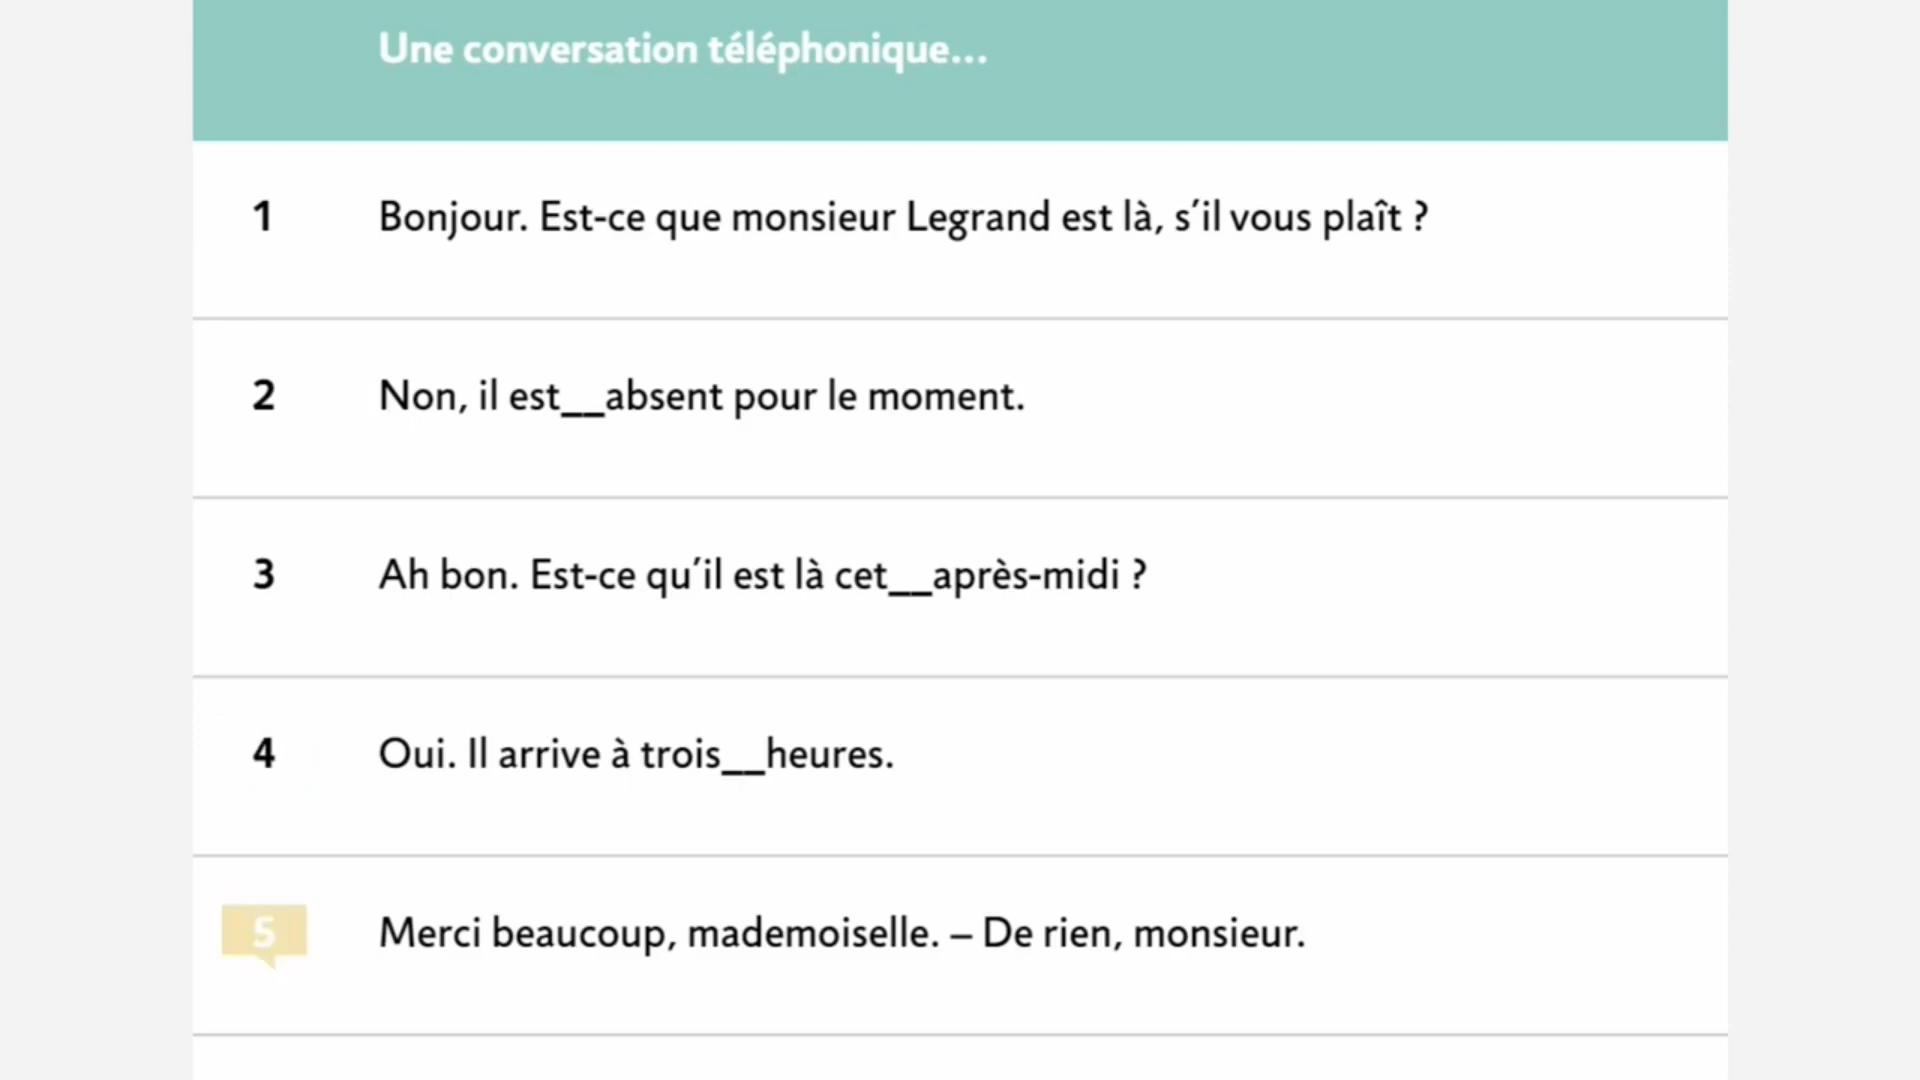 Une conversation téléphonique...
1 Bonjour. Est-ce que monsieur Legrand est là, s´il vous plaît ?
2 Non, il est__absent pour le moment.
3 Ah bon. Est-ce qu´il est là cet__après-midi ?
4 Oui. Il arrive à trois__heures.
5 Merci beaucoup, mademoiselle. – De rien, monsieur.